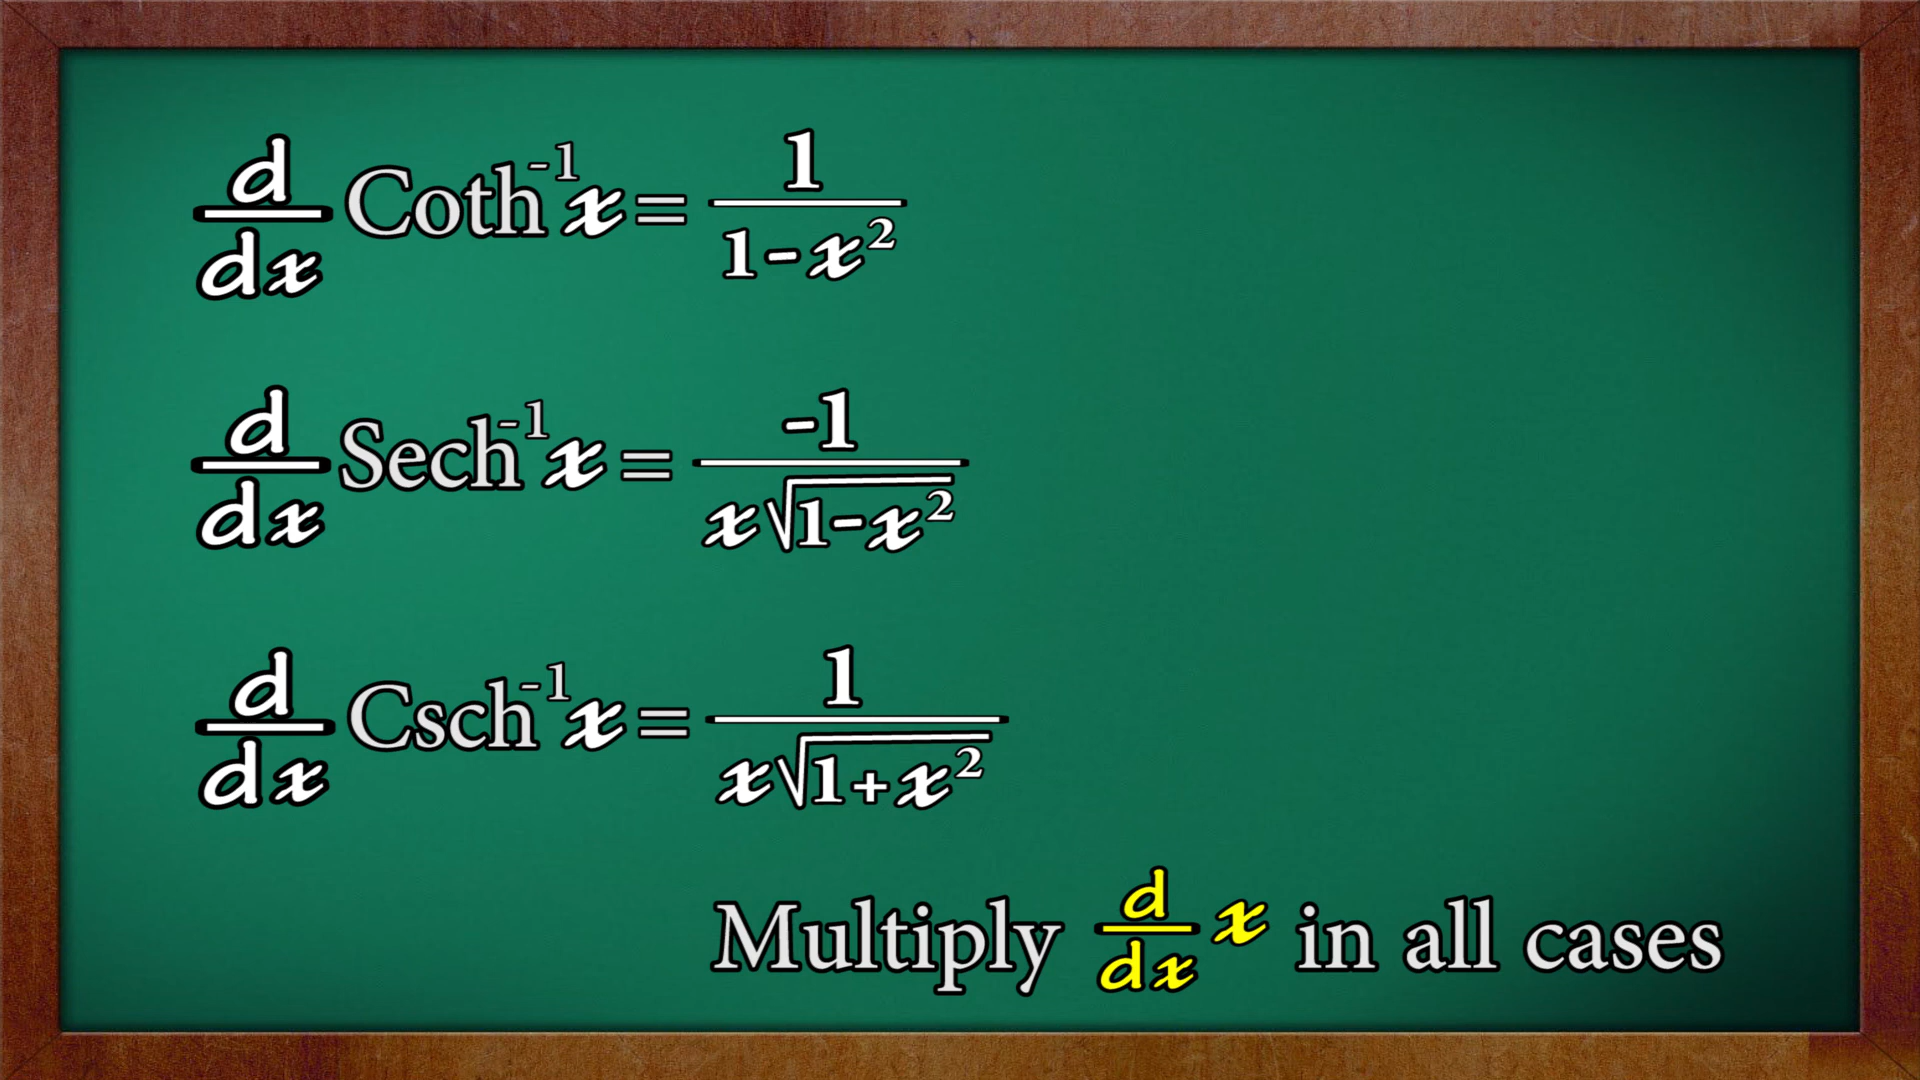 d/dx Coth⁻¹x = 1/(1-x²)
d/dx Sech⁻¹x = -1/(x√(1-x²))
d/dx Csch⁻¹x = 1/(x√(1+x²))
Multiply d/dx x in all cases